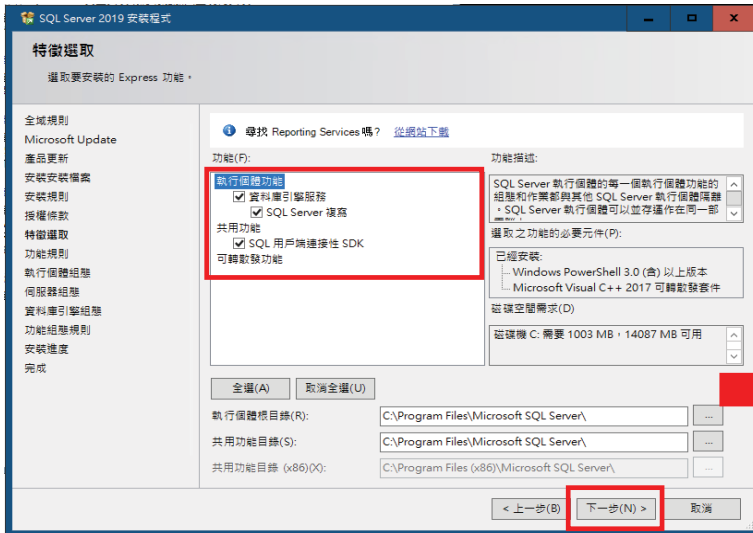 SQL Server 2019 安裝程式
特徵選取
選取要安裝的 Express 功能。
全域規則
Microsoft Update
產品更新
安裝安裝檔案
安裝規則
授權條款
特徵選取
功能規則
執行個體組態
伺服器組態
資料庫引擎組態
功能組態規則
安裝進度
完成
尋找 Reporting Services 嗎? 從網站下載
功能(F):
執行個體功能
資料庫引擎服務
SQL Server 複寫
共用功能
SQL 用戶端連接性 SDK
可轉散發功能
功能描述:
SQL Server 執行個體的每一個執行個體功能的
組態和作業都與其他 SQL Server 執行個體隔離
。SQL Server 執行個體可以並存運作在同一部
選取之功能的必要元件(P):
已經安裝:
Windows PowerShell 3.0 (含) 以上版本
Microsoft Visual C++ 2017 可轉散發套件
磁碟空間需求(D)
磁碟機 C: 需要 1003 MB，14087 MB 可用
全選(A) 取消全選(U)
執行個體根目錄(R): C:\Program Files\Microsoft SQL Server\ ...
共用功能目錄(S): C:\Program Files\Microsoft SQL Server\ ...
共用功能目錄 (x86)(X): C:\Program Files (x86)\Microsoft SQL Server\ ...
< 上一步(B) 下一步(N) > 取消